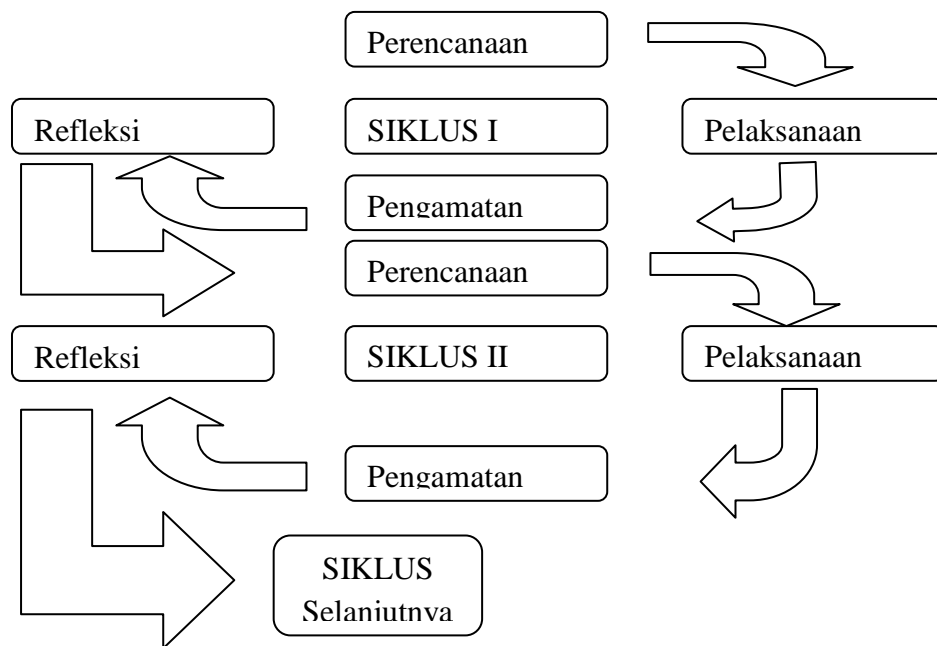 Perencanaan
Refleksi
SIKLUS I
Pelaksanaan
Pengamatan
Perencanaan
Refleksi
SIKLUS II
Pelaksanaan
Pengamatan
SIKLUS
Selanjutnya